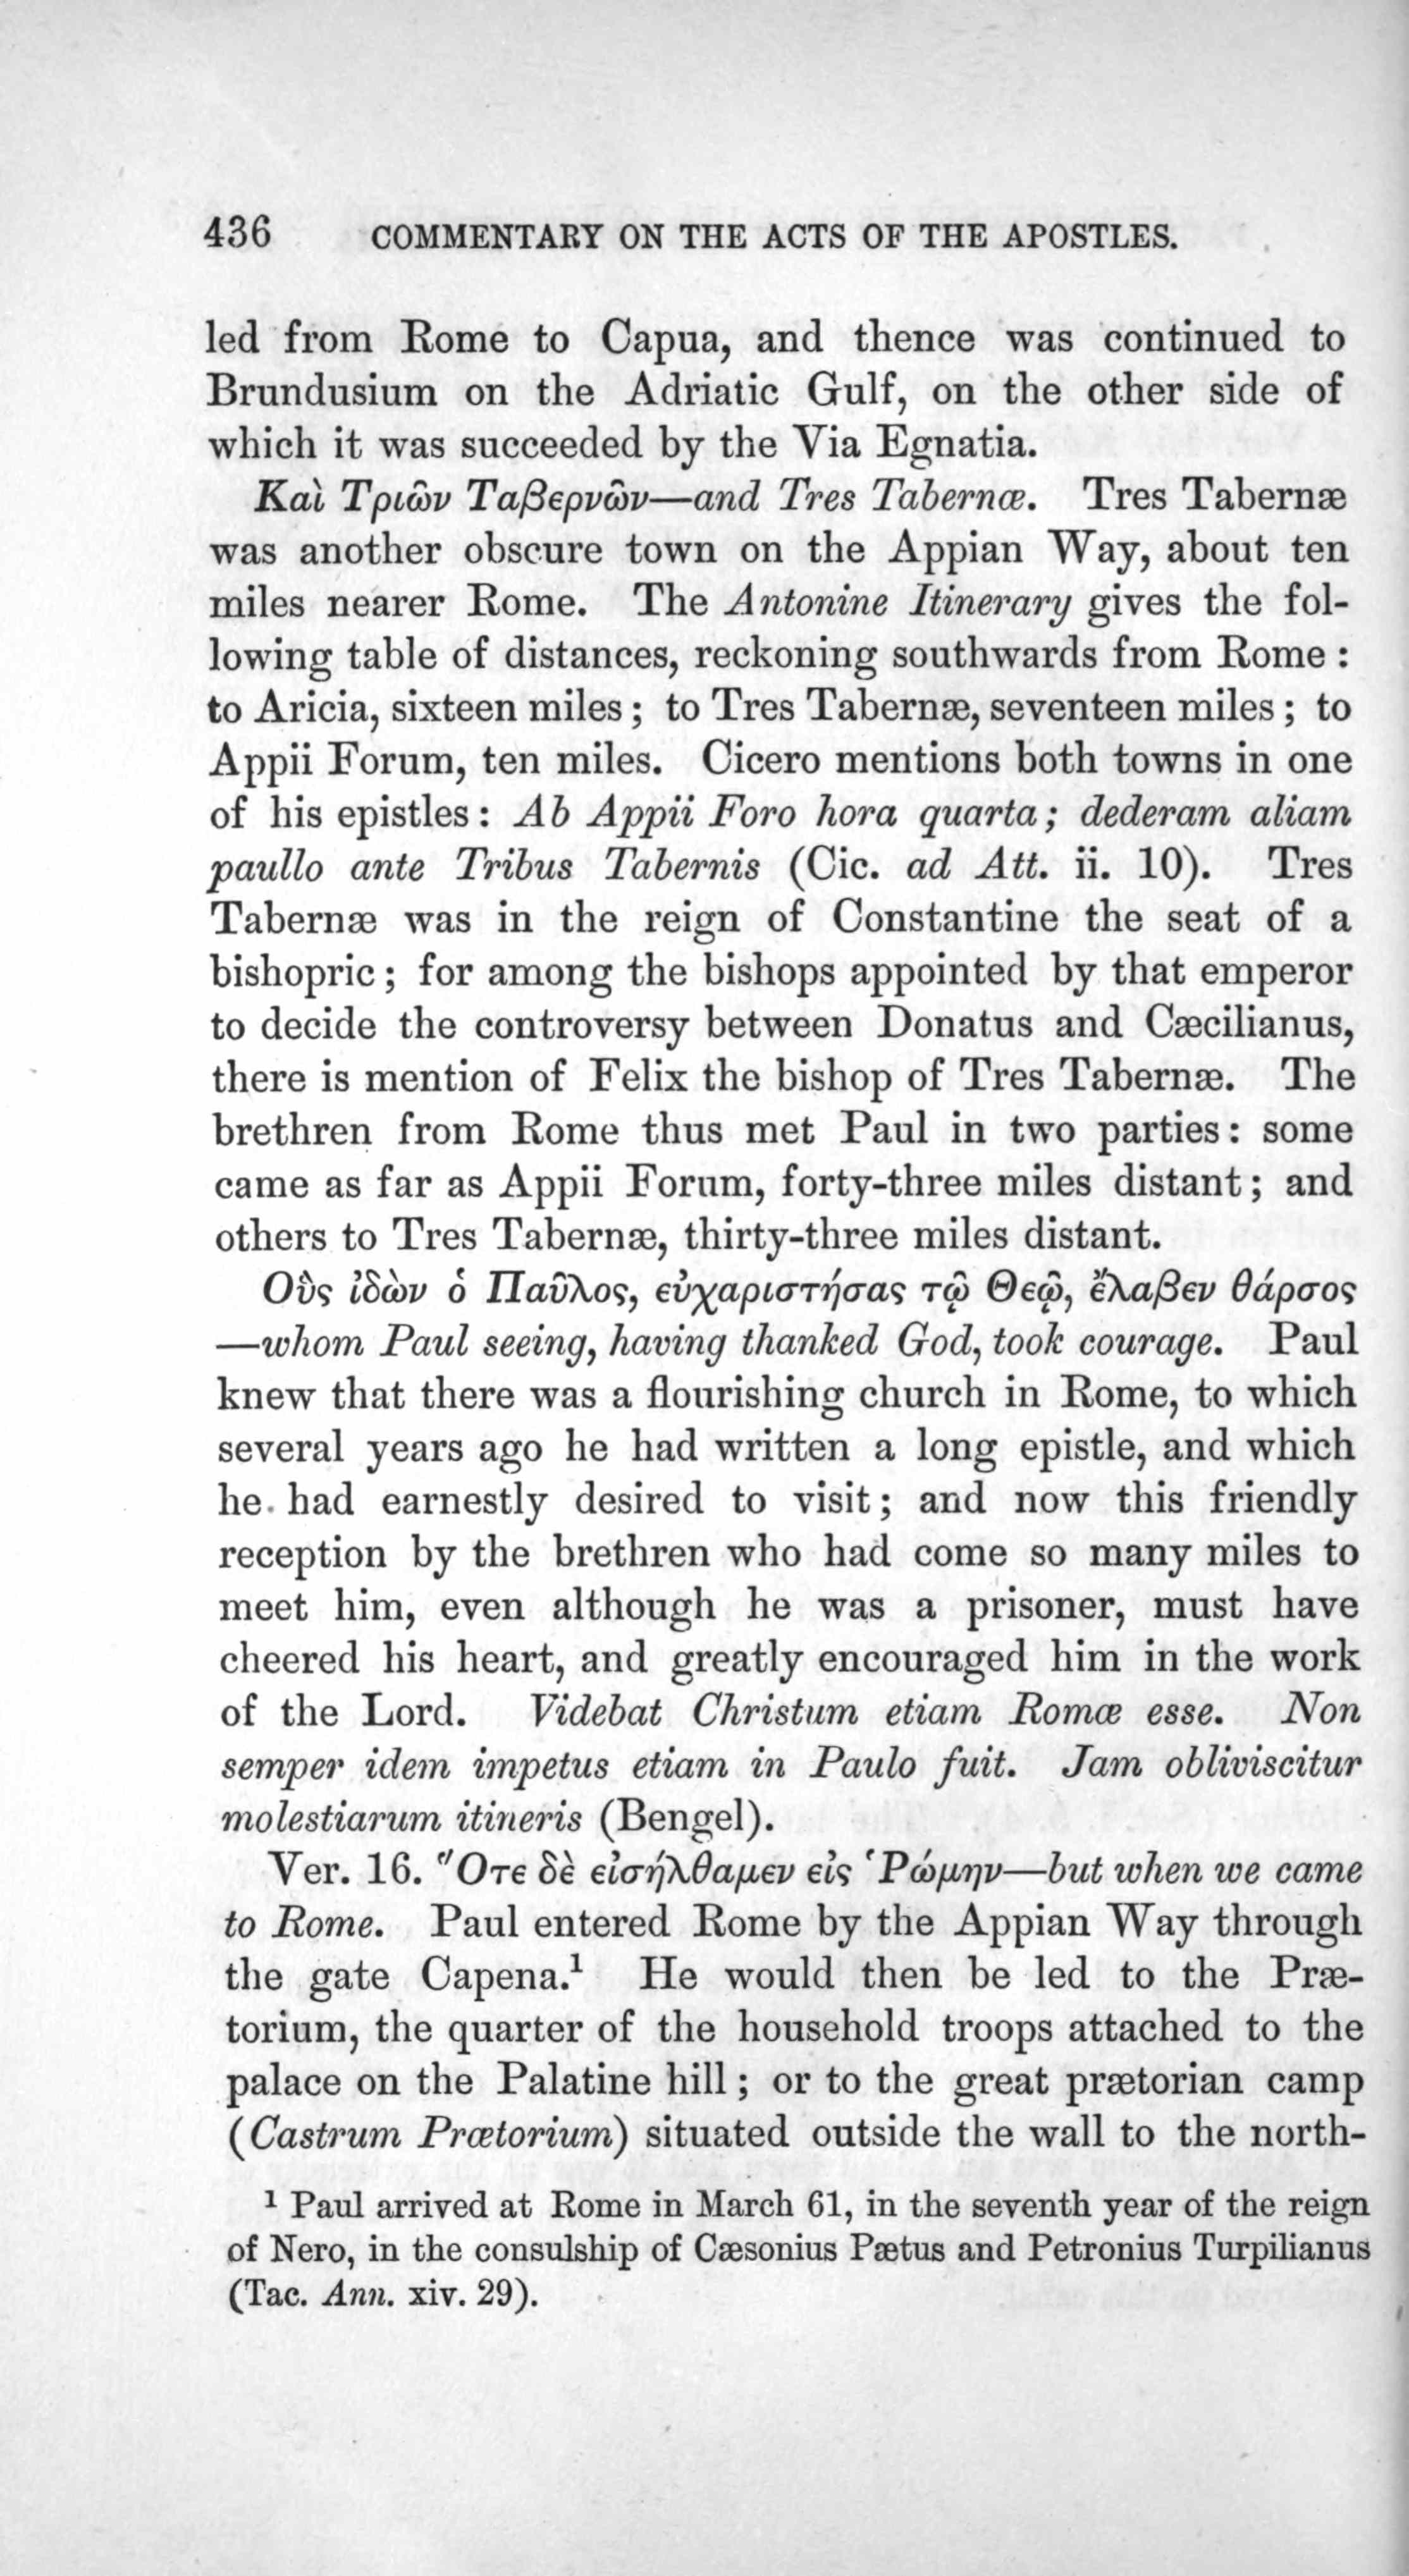 436 COMMENTARY ON THE ACTS OF THE APOSTLES.
led from Rome to Capua, and thence was continued to
Brundusium on the Adriatic Gulf, on the other side of
which it was succeeded by the Via Egnatia.
Καὶ Τριῶν Ταβερνῶν—and Tres Tabernæ. Tres Tabernæ
was another obscure town on the Appian Way, about ten
miles nearer Rome. The Antonine Itinerary gives the fol-
lowing table of distances, reckoning southwards from Rome:
to Aricia, sixteen miles; to Tres Tabernæ, seventeen miles; to
Appii Forum, ten miles. Cicero mentions both towns in one
of his epistles: Ab Appii Foro hora quarta; dederam aliam
paullo ante Tribus Tabernis (Cic. ad Att. ii. 10). Tres
Tabernæ was in the reign of Constantine the seat of a
bishopric; for among the bishops appointed by that emperor
to decide the controversy between Donatus and Cæcilianus,
there is mention of Felix the bishop of Tres Tabernæ. The
brethren from Rome thus met Paul in two parties: some
came as far as Appii Forum, forty-three miles distant; and
others to Tres Tabernæ, thirty-three miles distant.
Οὓς ἰδὼν ὁ Παῦλος, εὐχαριστήσας τῷ Θεῷ, ἔλαβεν θάρσος
—whom Paul seeing, having thanked God, took courage. Paul
knew that there was a flourishing church in Rome, to which
several years ago he had written a long epistle, and which
he had earnestly desired to visit; and now this friendly
reception by the brethren who had come so many miles to
meet him, even although he was a prisoner, must have
cheered his heart, and greatly encouraged him in the work
of the Lord. Videbat Christum etiam Romæ esse. Non
semper idem impetus etiam in Paulo fuit. Jam obliviscitur
molestiarum itineris (Bengel).
Ver. 16. Ὅτε δὲ εἰσήλθαμεν εἰς Ῥώμην—but when we came
to Rome. Paul entered Rome by the Appian Way through
the gate Capena.¹ He would then be led to the Præ-
torium, the quarter of the household troops attached to the
palace on the Palatine hill; or to the great prætorian camp
(Castrum Prætorium) situated outside the wall to the north-
¹ Paul arrived at Rome in March 61, in the seventh year of the reign
of Nero, in the consulship of Cæsonius Pætus and Petronius Turpilianus
(Tac. Ann. xiv. 29).